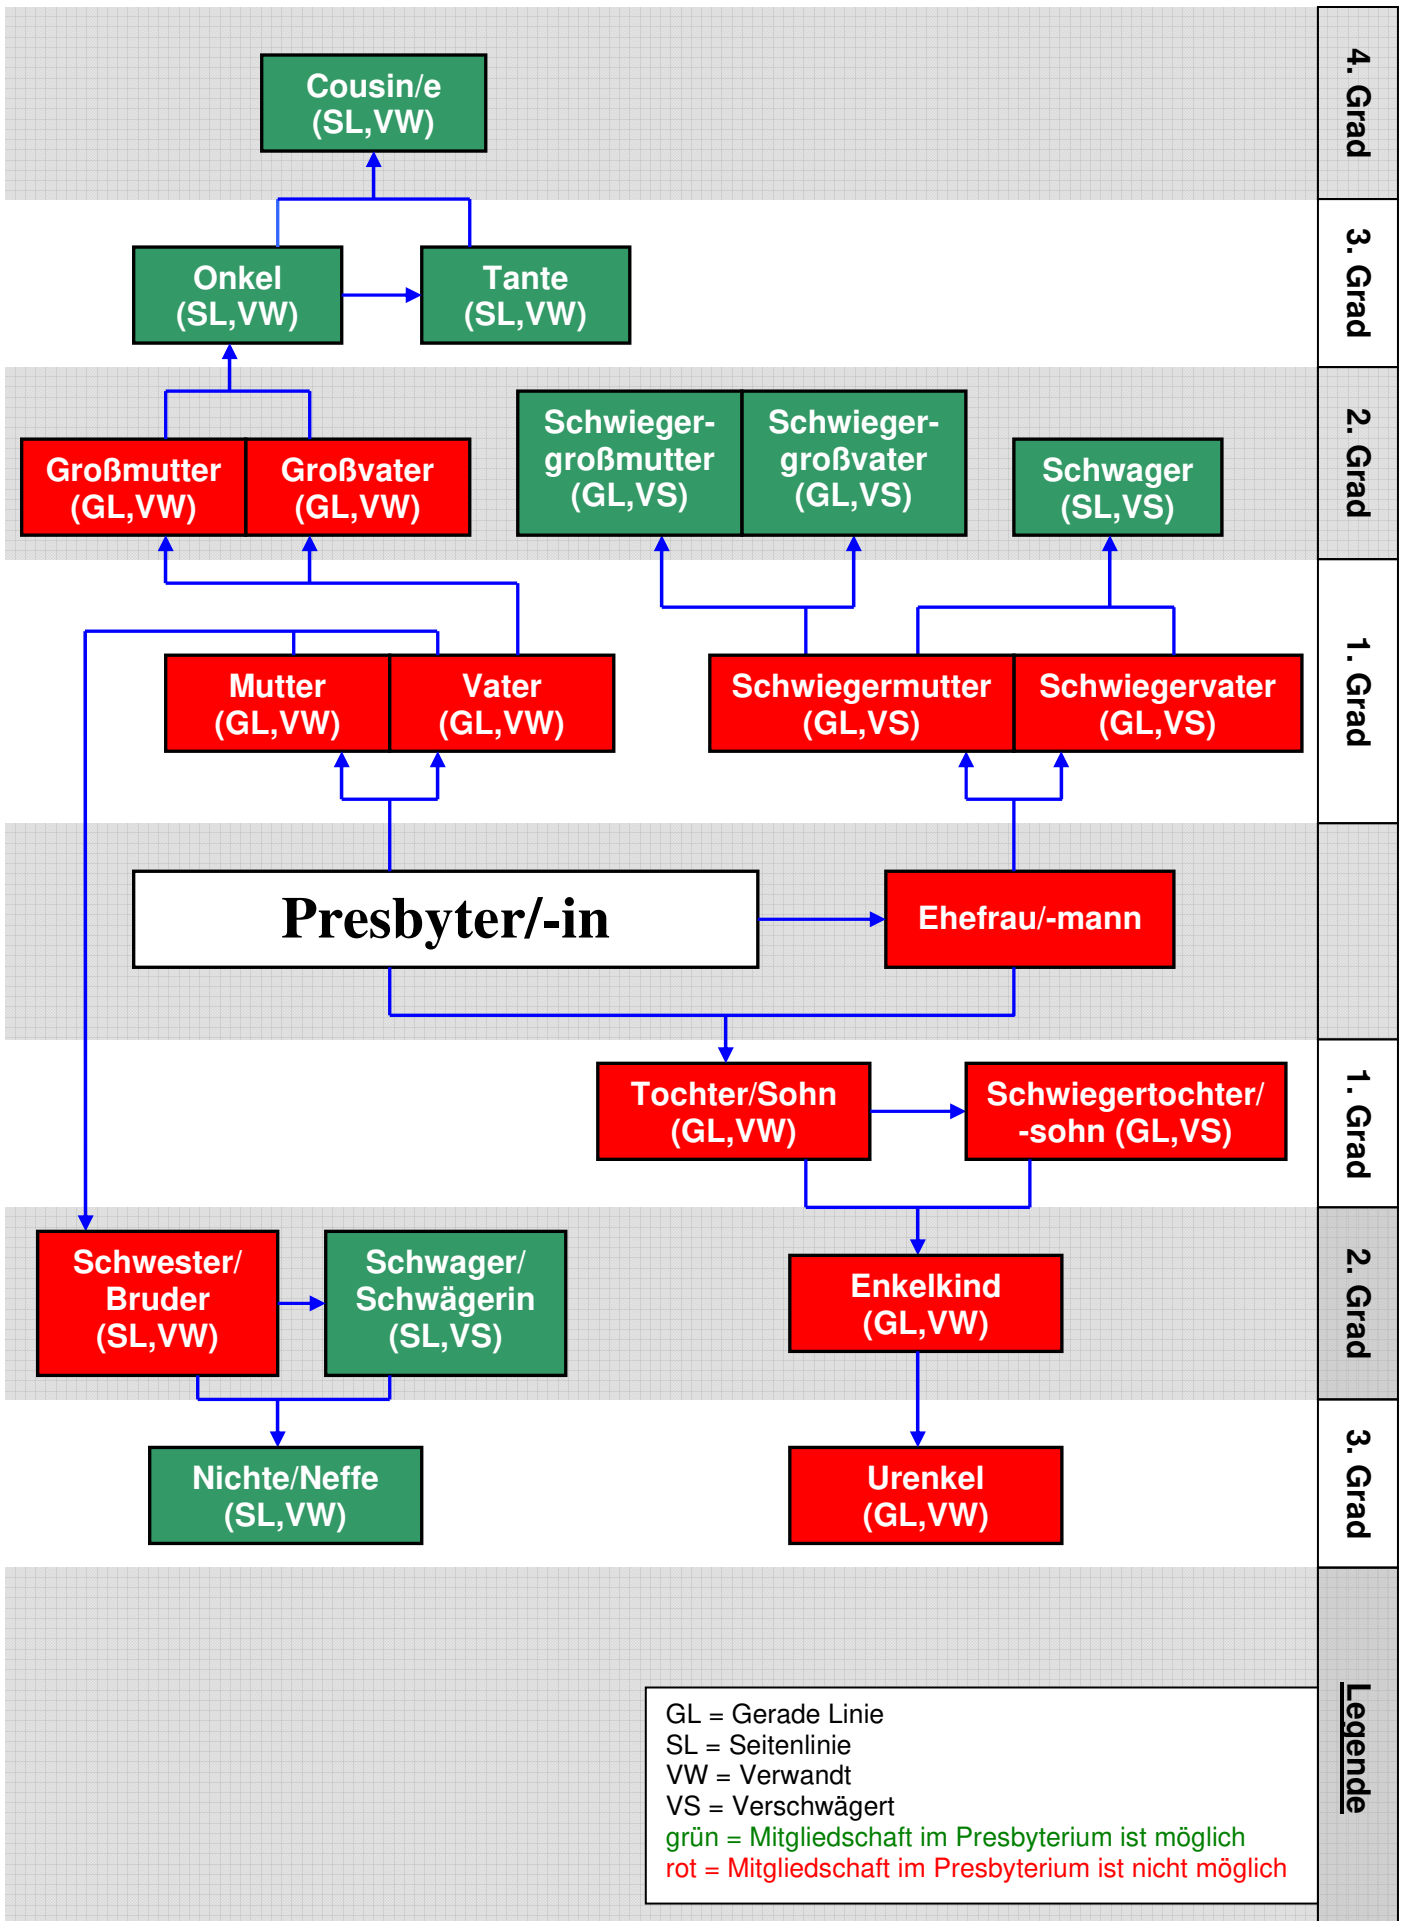 4. Grad
Cousin/e
(SL,VW)
3. Grad
Onkel
(SL,VW)
Tante
(SL,VW)
2. Grad
Großmutter
(GL,VW)
Großvater
(GL,VW)
Schwieger-
großmutter
(GL,VS)
Schwieger-
großvater
(GL,VS)
Schwager
(SL,VS)
1. Grad
Mutter
(GL,VW)
Vater
(GL,VW)
Schwiegermutter
(GL,VS)
Schwiegervater
(GL,VS)
Presbyter/-in
Ehefrau/-mann
1. Grad
Tochter/Sohn
(GL,VW)
Schwiegertochter/
-sohn (GL,VS)
2. Grad
Schwester/
Bruder
(SL,VW)
Schwager/
Schwägerin
(SL,VS)
Enkelkind
(GL,VW)
3. Grad
Nichte/Neffe
(SL,VW)
Urenkel
(GL,VW)
Legende
GL = Gerade Linie
SL = Seitenlinie
VW = Verwandt
VS = Verschwägert
grün = Mitgliedschaft im Presbyterium ist möglich
rot = Mitgliedschaft im Presbyterium ist nicht möglich